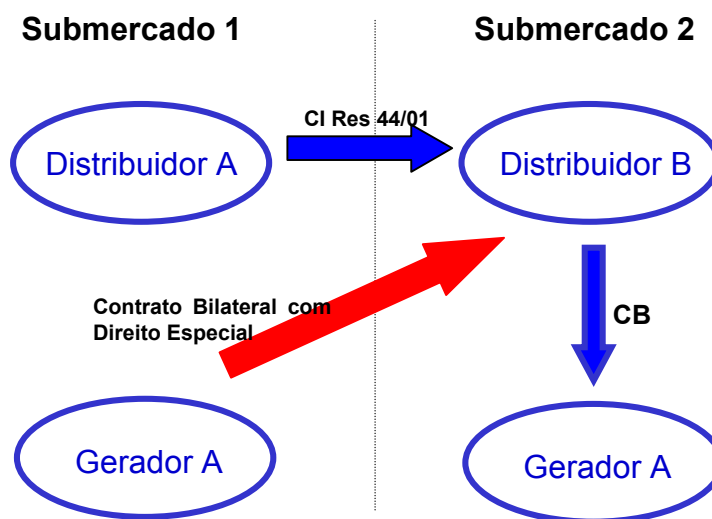 Submercado 1
Submercado 2
CI Res 44/01
Distribuidor A
Distribuidor B
Contrato Bilateral com
Direito Especial
CB
Gerador A
Gerador A